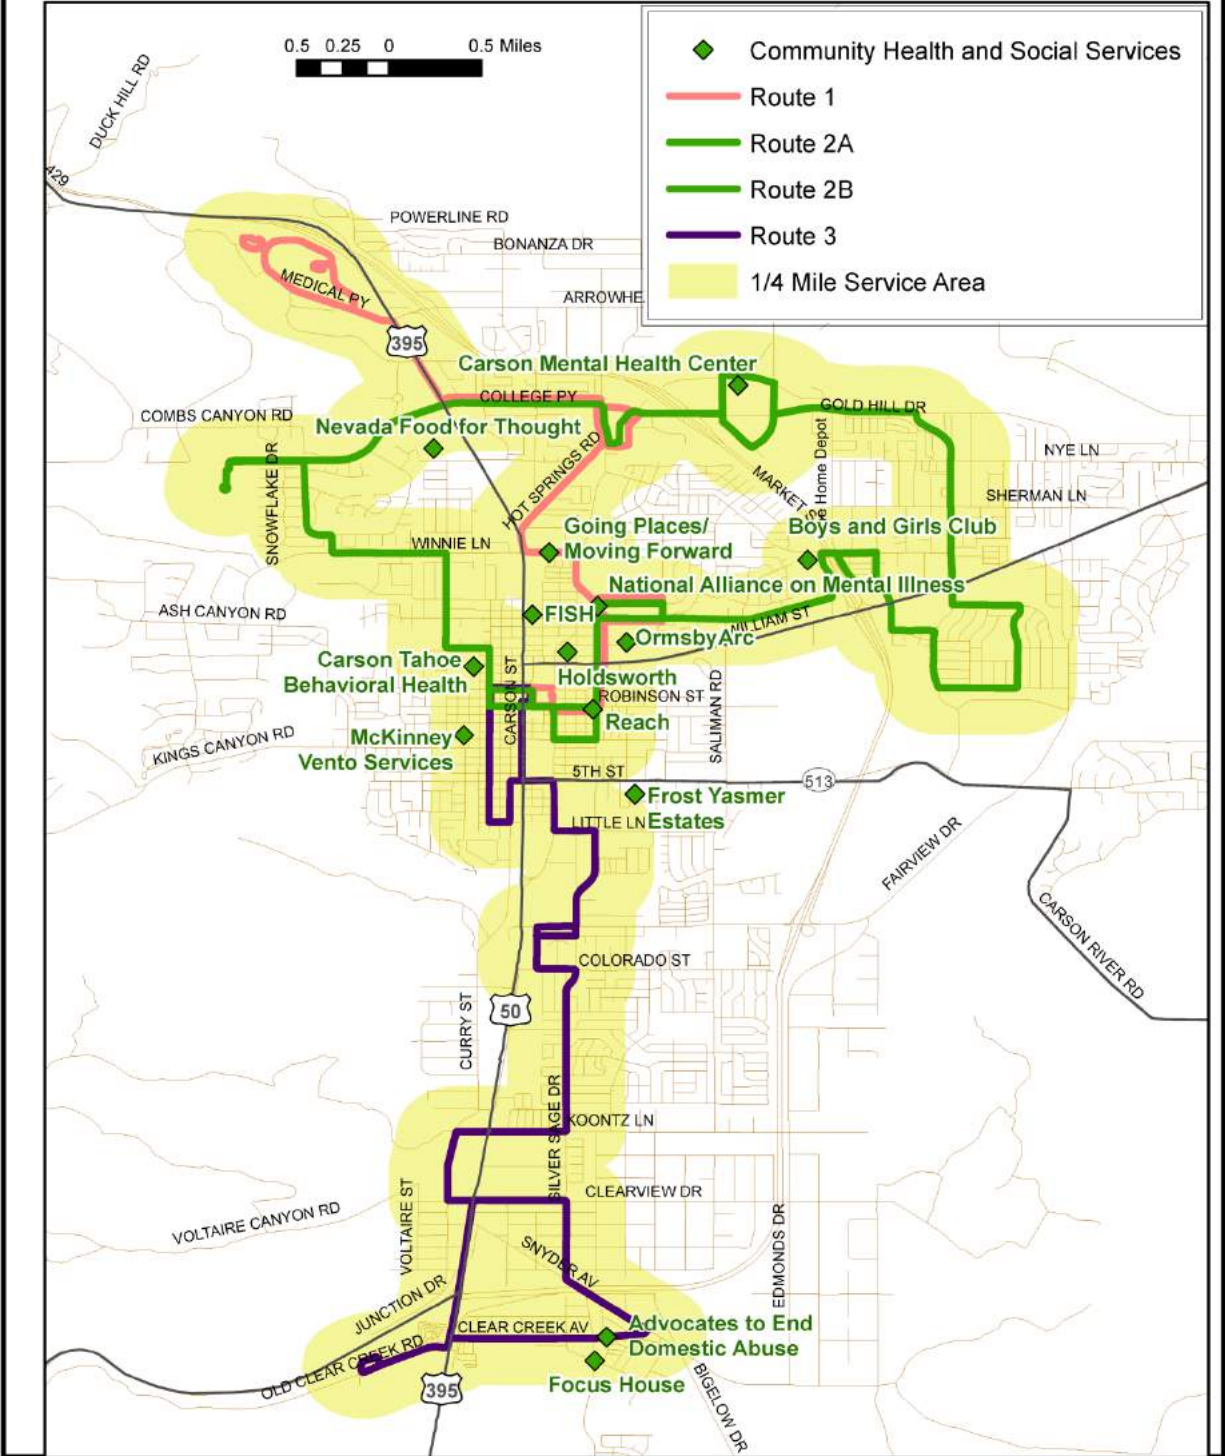 0.5 0.25 0 0.5 Miles
Community Health and Social Services
Route 1
Route 2A
Route 2B
Route 3
1/4 Mile Service Area
DUCK HILL RD
429
POWERLINE RD
BONANZA DR
MEDICAL PY
ARROWHE
395
Carson Mental Health Center
COLLEGE PY
COMBS CANYON RD
GOLD HILL DR
Nevada Food for Thought
SNOWFLAKE DR
HOT SPRINGS RD
Home Depot
NYE LN
MARKET
SHERMAN LN
Going Places/
Moving Forward
Boys and Girls Club
WINNIE LN
National Alliance on Mental Illness
ASH CANYON RD
FISH
WILLIAM ST
OrmsbyArc
Carson Tahoe
Behavioral Health
CARSON ST
Holdsworth
ROBINSON ST
SALIMAN RD
Reach
KINGS CANYON RD
McKinney
Vento Services
5TH ST
513
Frost Yasmer
Estates
LITTLE LN
FAIRVIEW DR
CARSON RIVER RD
COLORADO ST
50
CURRY ST
SILVER SAGE DR
KOONTZ LN
CLEARVIEW DR
VOLTAIRE CANYON RD
VOLTAIRE ST
SNYDER AV
EDMONDS DR
JUNCTION DR
CLEAR CREEK AV
Advocates to End
Domestic Abuse
OLD CLEAR CREEK RD
Focus House
395
BIGELOW DR